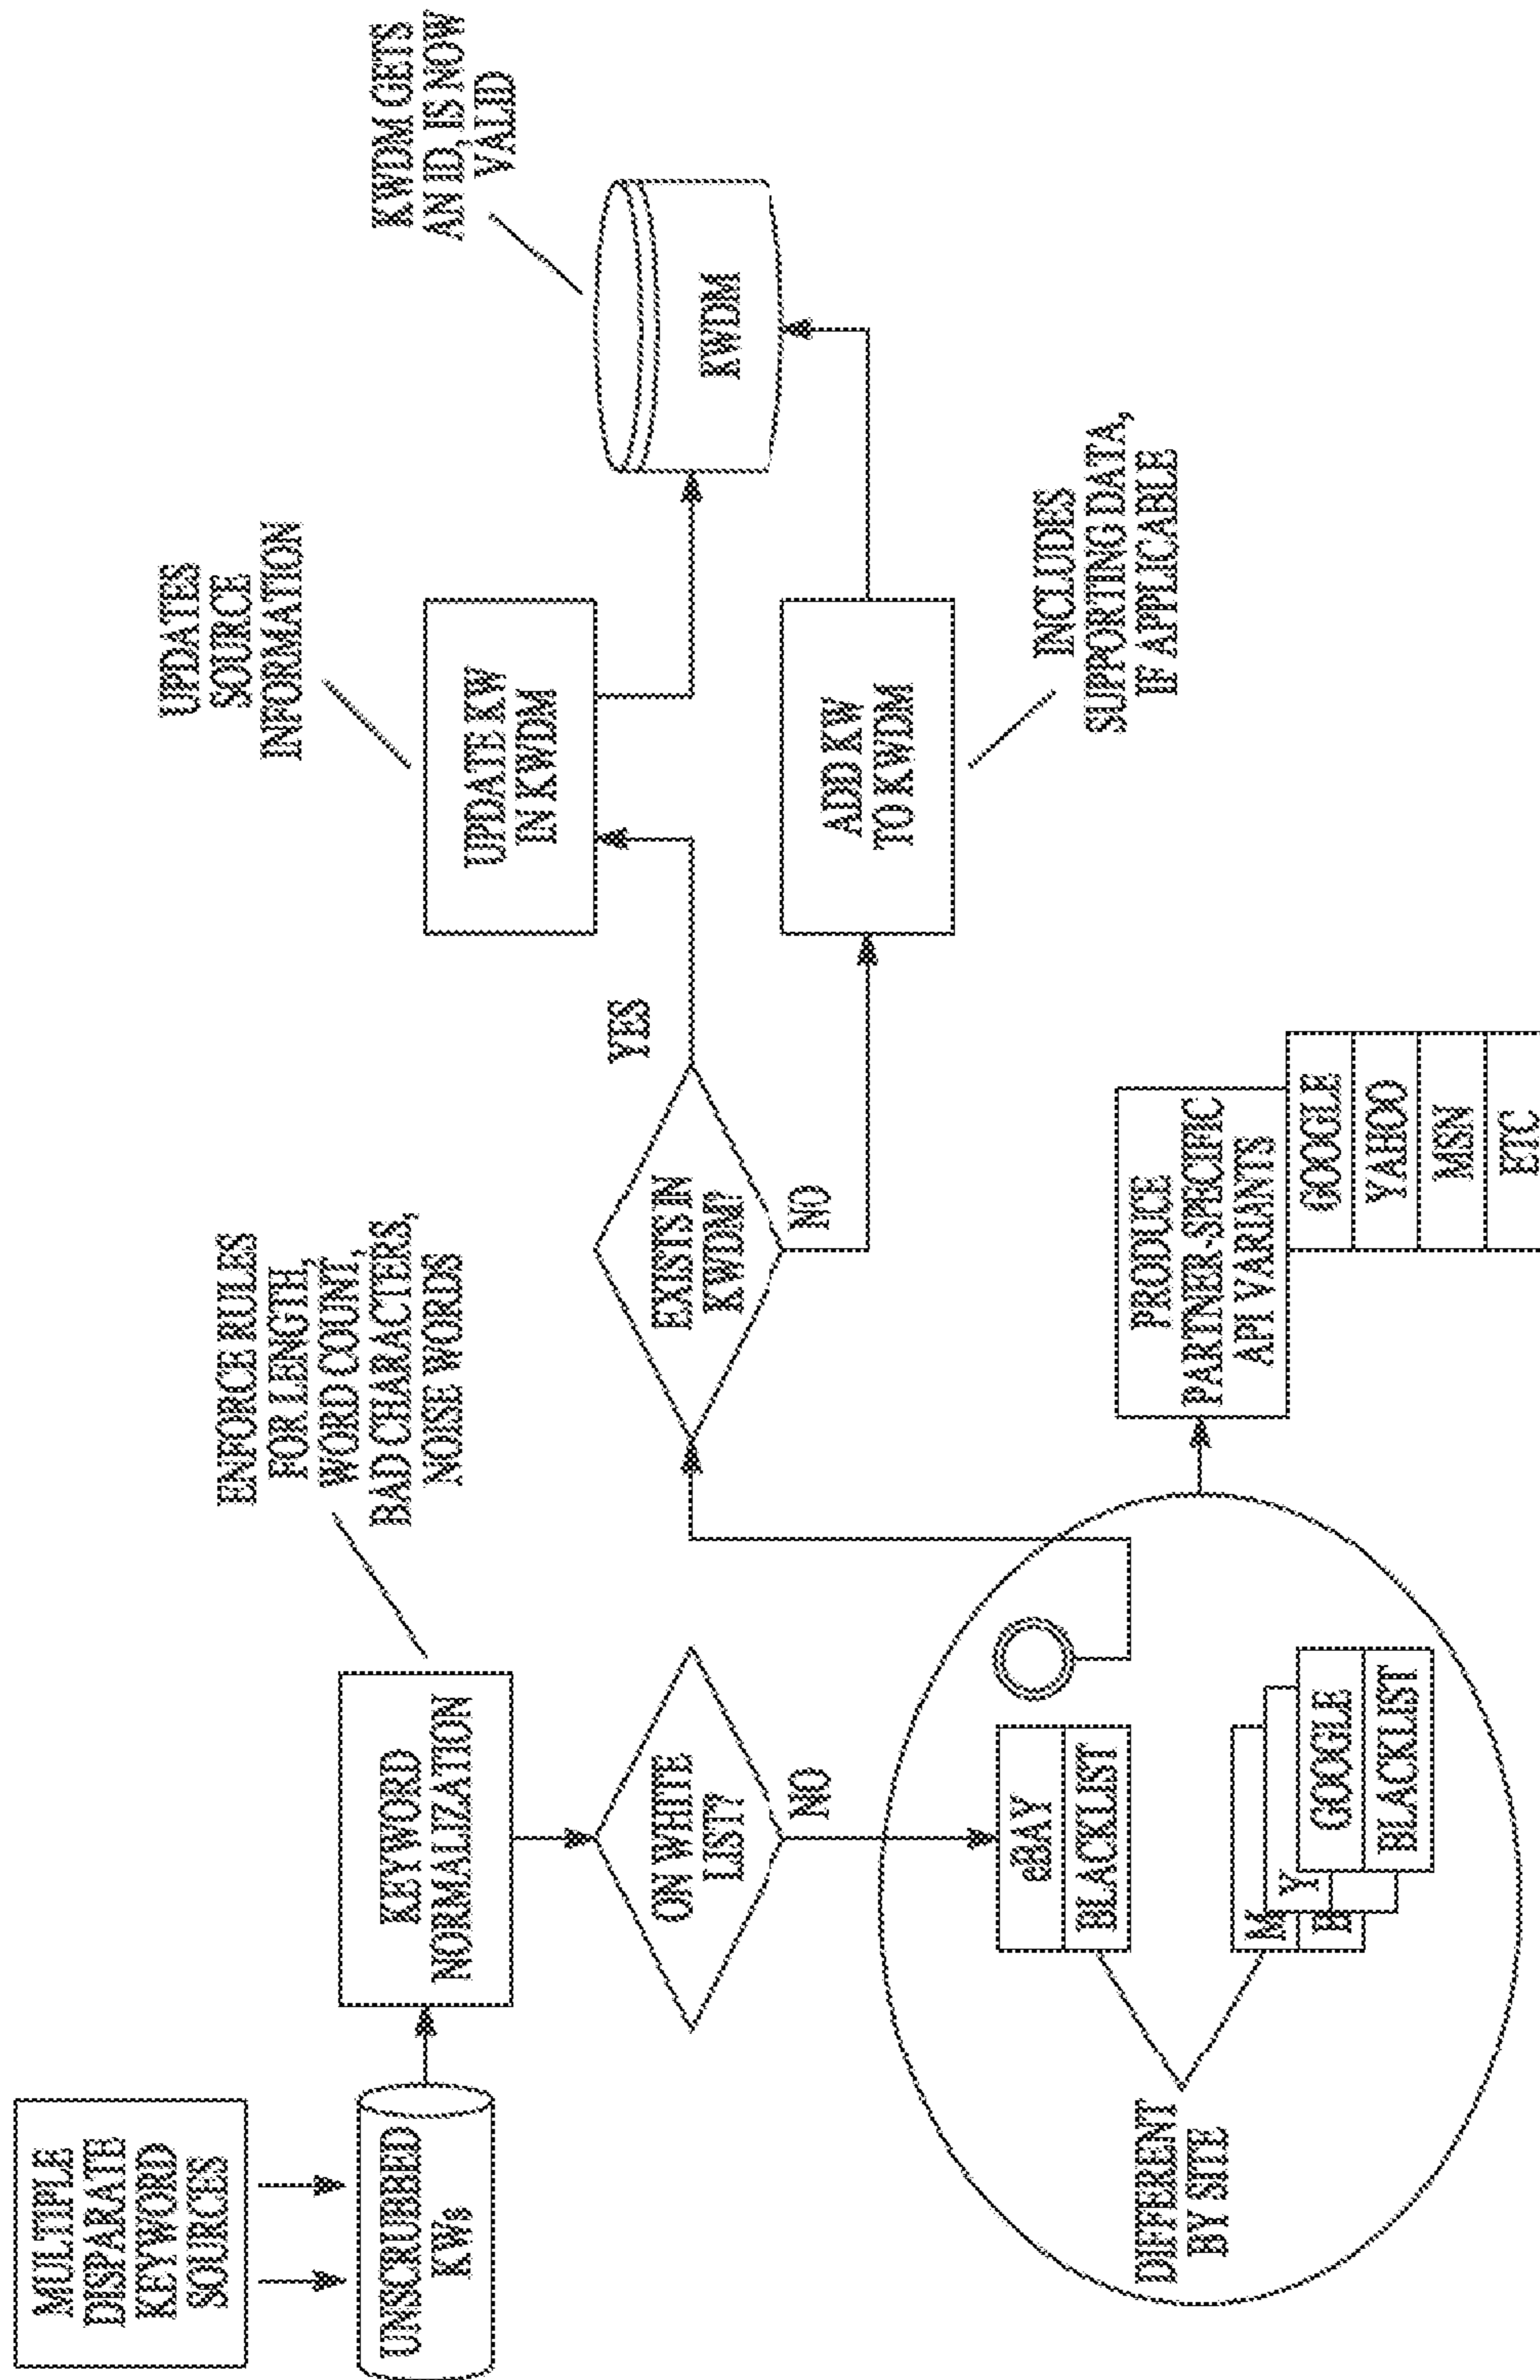 MULTIPLE
DISPARATE
KEYWORD
SOURCES
UNSCRUBBED
KWs
KEYWORD
NORMALIZATION
ENFORCE RULES
FOR LENGTH,
WORD COUNT,
BAD CHARACTERS,
NOISE WORDS
ON WHITE
LIST?
NO
eBAY
BLACKLIST
M
Y
B
GOOGLE
BLACKLIST
DIFFERENT
BY SITE
EXISTS IN
KWDM?
YES
NO
UPDATE KW
IN KWDM
UPDATES
SOURCE
INFORMATION
ADD KW
TO KWDM
INCLUDES
SUPPORTING DATA,
IF APPLICABLE
KWDM
KWDM GETS
AN ID, IS NOW
VALID
PRODUCE
PARTNER-SPECIFIC
API VARIANTS
GOOGLE
YAHOO
MSN
ETC